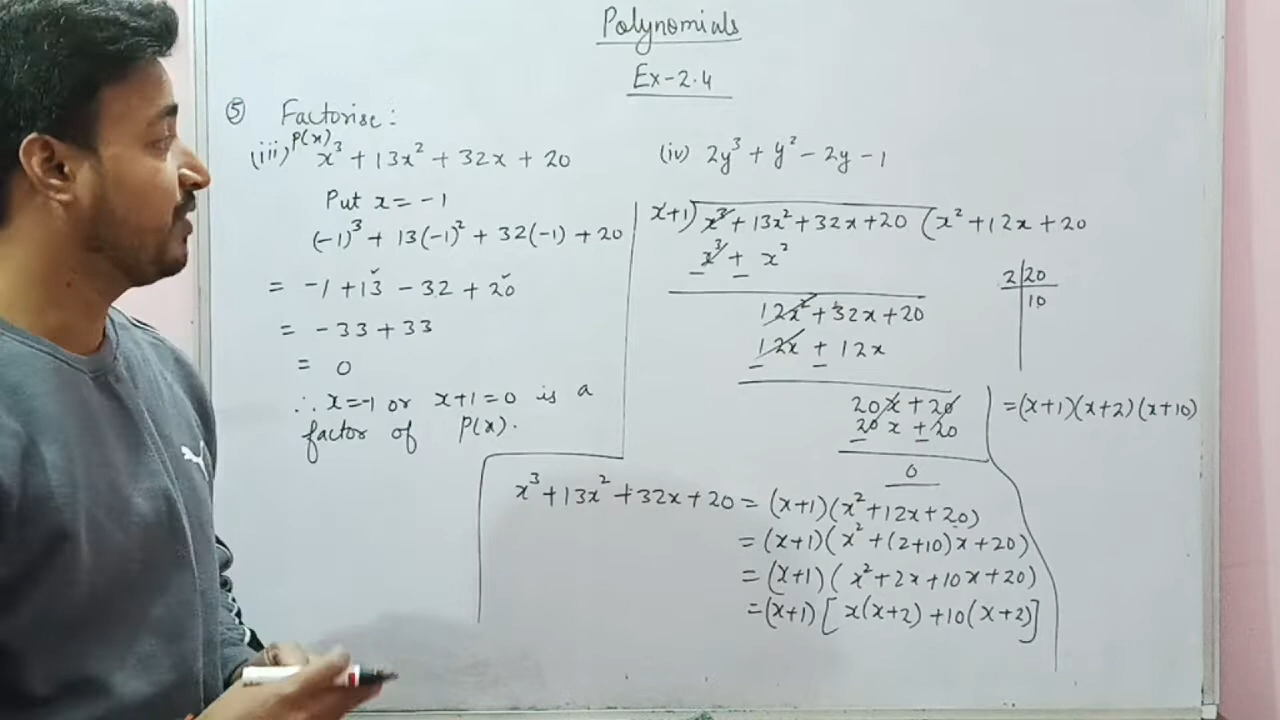 Polynomials
Ex-2.4
⑤ Factorise:
(iii) P(x) x³ + 13x² + 32x + 20
Put x = -1
(-1)³ + 13(-1)² + 32(-1) + 20
= -1 + 13 - 32 + 20
= -33 + 33
= 0
∴ x=-1 or x+1=0 is a
factor of P(x).
(iv) 2y³ + y² - 2y - 1
x+1) x³ + 13x² + 32x + 20 (x² + 12x + 20
x³ + x²
- -
12x² + 32x + 20
12x + 12x
- -
20x + 20
20x + 20
- -
0
2|20
10
x³ + 13x² + 32x + 20 = (x+1)(x² + 12x + 20)
= (x+1)(x² + (2+10)x + 20)
= (x+1)(x² + 2x + 10x + 20)
= (x+1)[x(x+2) + 10(x+2)]
= (x+1)(x+2)(x+10)